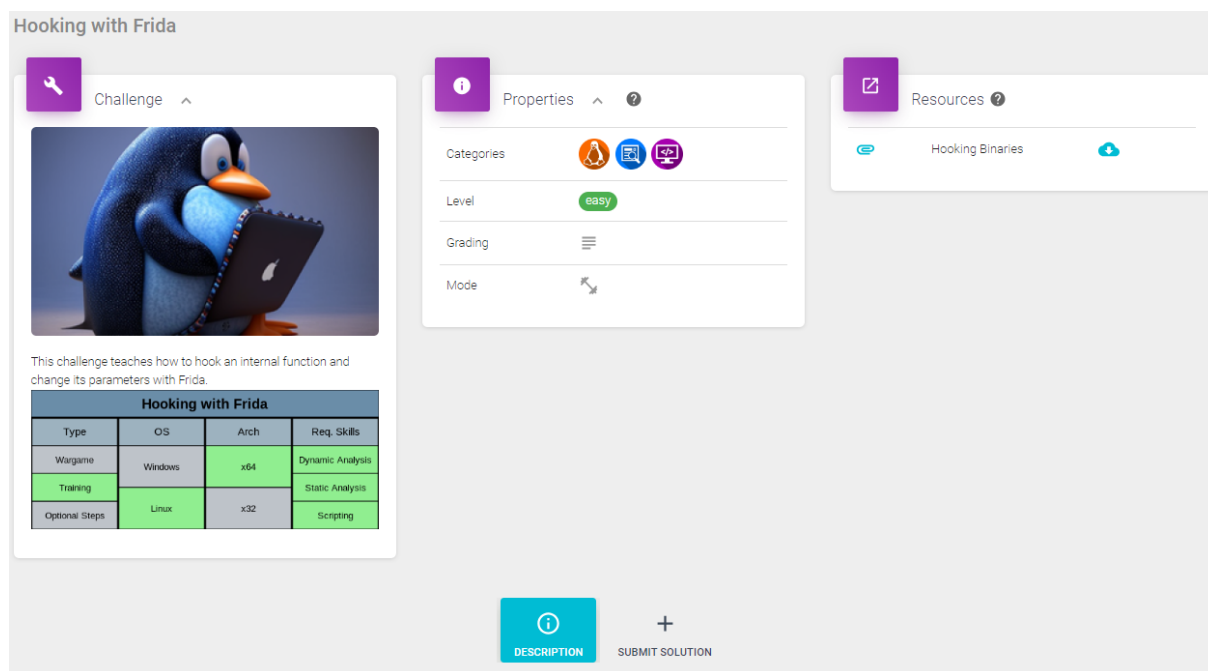 Hooking with Frida
Challenge
This challenge teaches how to hook an internal function and
change its parameters with Frida.
Hooking with Frida
Type OS Arch Req. Skills
Wargame Windows x64 Dynamic Analysis
Training Static Analysis
Optional Steps Linux x32 Scripting
Properties
Categories
Level easy
Grading
Mode
Resources
Hooking Binaries
DESCRIPTION
SUBMIT SOLUTION